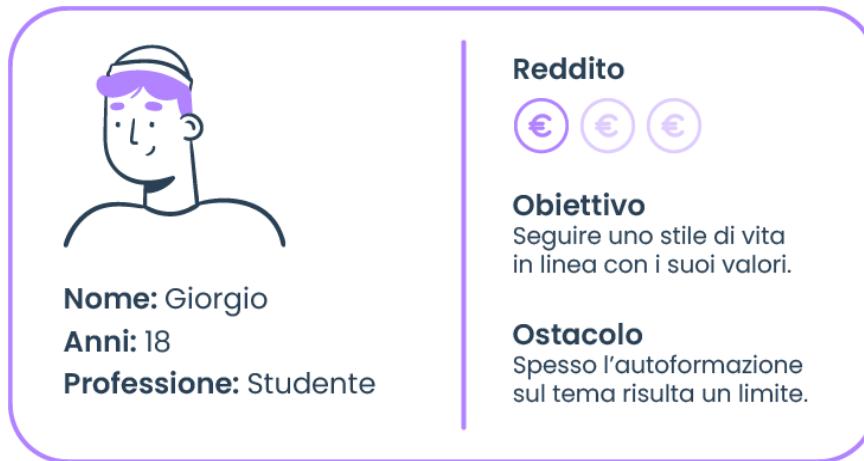 Nome: Giorgio
Anni: 18
Professione: Studente
Reddito
€ € €
Obiettivo
Seguire uno stile di vita
in linea con i suoi valori.
Ostacolo
Spesso l'autoformazione
sul tema risulta un limite.